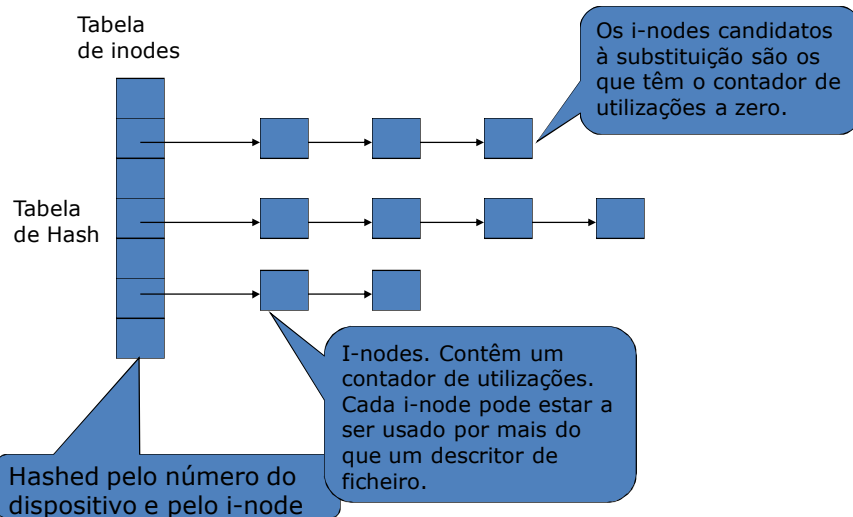 Tabela
de inodes
Os i-nodes candidatos
à substituição são os
que têm o contador de
utilizações a zero.
Tabela
de Hash
I-nodes. Contêm um
contador de utilizações.
Cada i-node pode estar a
ser usado por mais do
que um descritor de
ficheiro.
Hashed pelo número do
dispositivo e pelo i-node